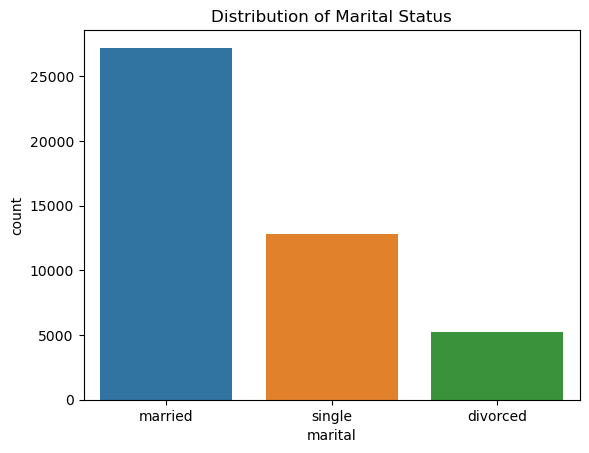 Distribution of Marital Status
25000
20000
15000
10000
5000
0
count
married single divorced
marital